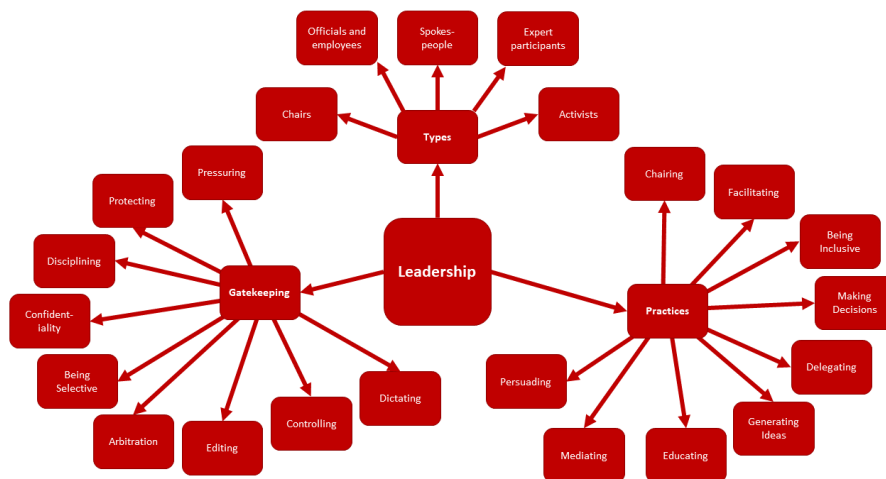 Officials and
employees
Spokes-
people
Expert
participants
Chairs
Types
Activists
Pressuring
Chairing
Facilitating
Protecting
Being
Inclusive
Disciplining
Leadership
Gatekeeping
Making
Decisions
Confident-
iality
Practices
Being
Selective
Persuading
Delegating
Dictating
Controlling
Generating
Ideas
Arbitration
Editing
Mediating
Educating